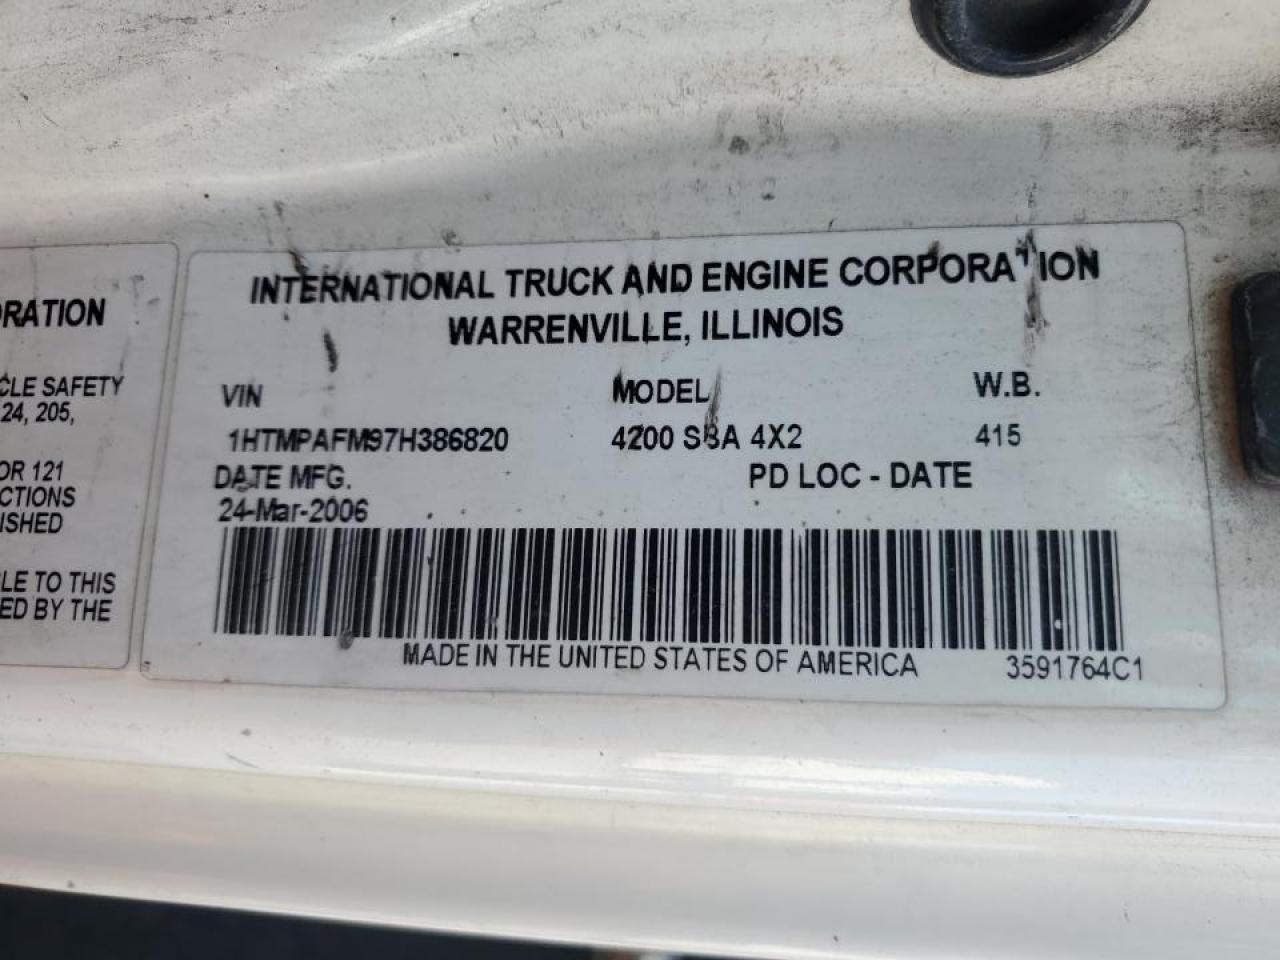 INTERNATIONAL TRUCK AND ENGINE CORPORATION
WARRENVILLE, ILLINOIS
VIN MODEL W.B.
1HTMPAFM97H386820 4200 SBA 4X2 415
DATE MFG. PD LOC - DATE
24-Mar-2006
MADE IN THE UNITED STATES OF AMERICA 3591764C1
ORATION
CLE SAFETY
24, 205,
OR 121
CTIONS
ISHED
LE TO THIS
ED BY THE